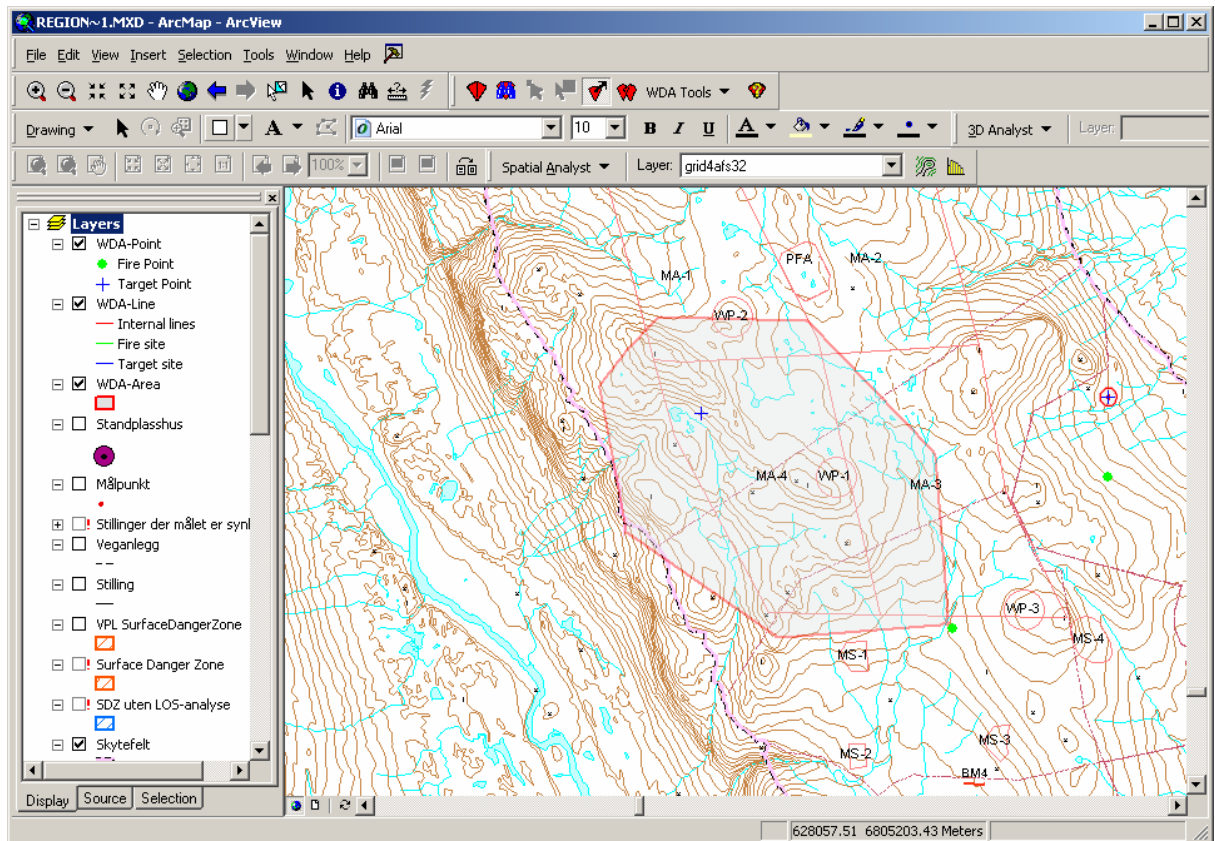 REGION~1.MXD - ArcMap - ArcView
File Edit View Insert Selection Tools Window Help
WDA Tools
Drawing A Arial 10 B I U A 3D Analyst Layer:
1:1 100% Spatial Analyst Layer: grid4afs32
Layers
WDA-Point
Fire Point
Target Point
WDA-Line
Internal lines
Fire site
Target site
WDA-Area
Standplasshus
Målpunkt
! Stillinger der målet er synl
Veganlegg
Stilling
VPL SurfaceDangerZone
! Surface Danger Zone
! SDZ uten LOS-analyse
Skytefelt
Display Source Selection
PFA
MA-2
MA-1
WP-2
MA-4
WP-1
MA-3
WP-3
MS-4
MS-1
MS-3
MS-2
BM4
628057.51 6805203.43 Meters